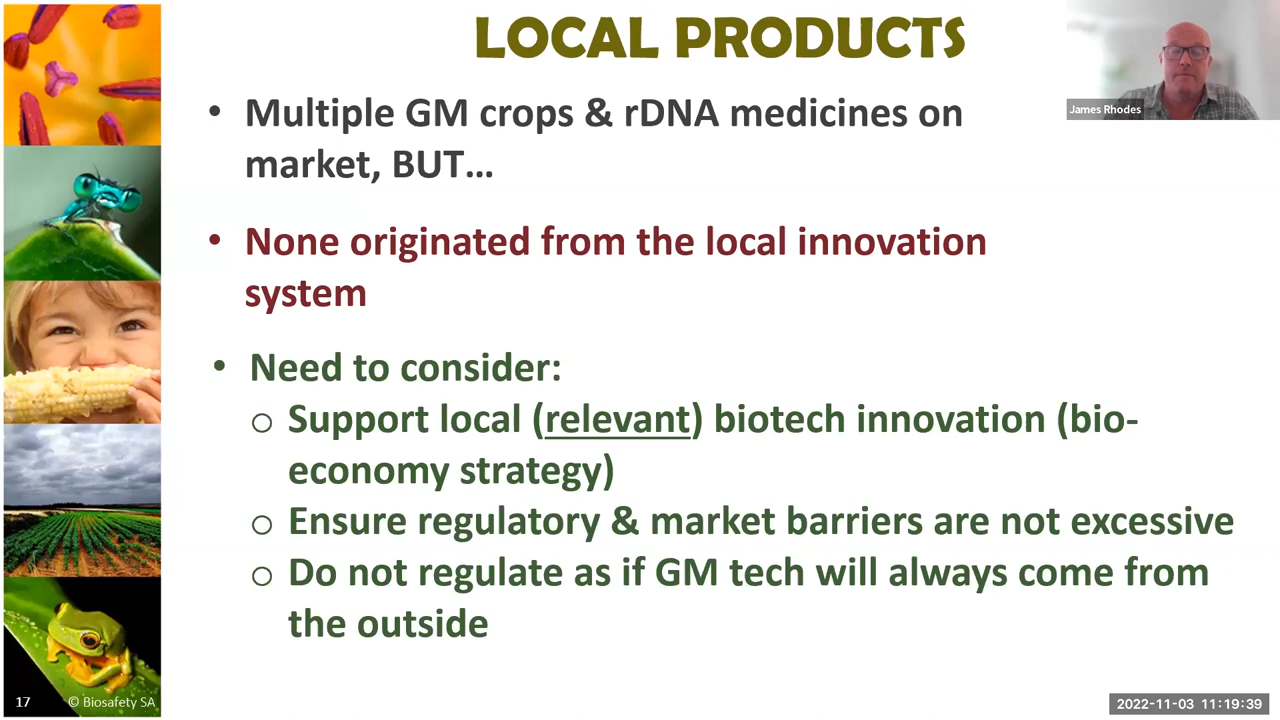 LOCAL PRODUCTS
James Rhodes
• Multiple GM crops & rDNA medicines on
market, BUT…
• None originated from the local innovation
system
• Need to consider:
o Support local (relevant) biotech innovation (bio-
economy strategy)
o Ensure regulatory & market barriers are not excessive
o Do not regulate as if GM tech will always come from
the outside
17 © Biosafety SA
2022-11-03 11:19:39